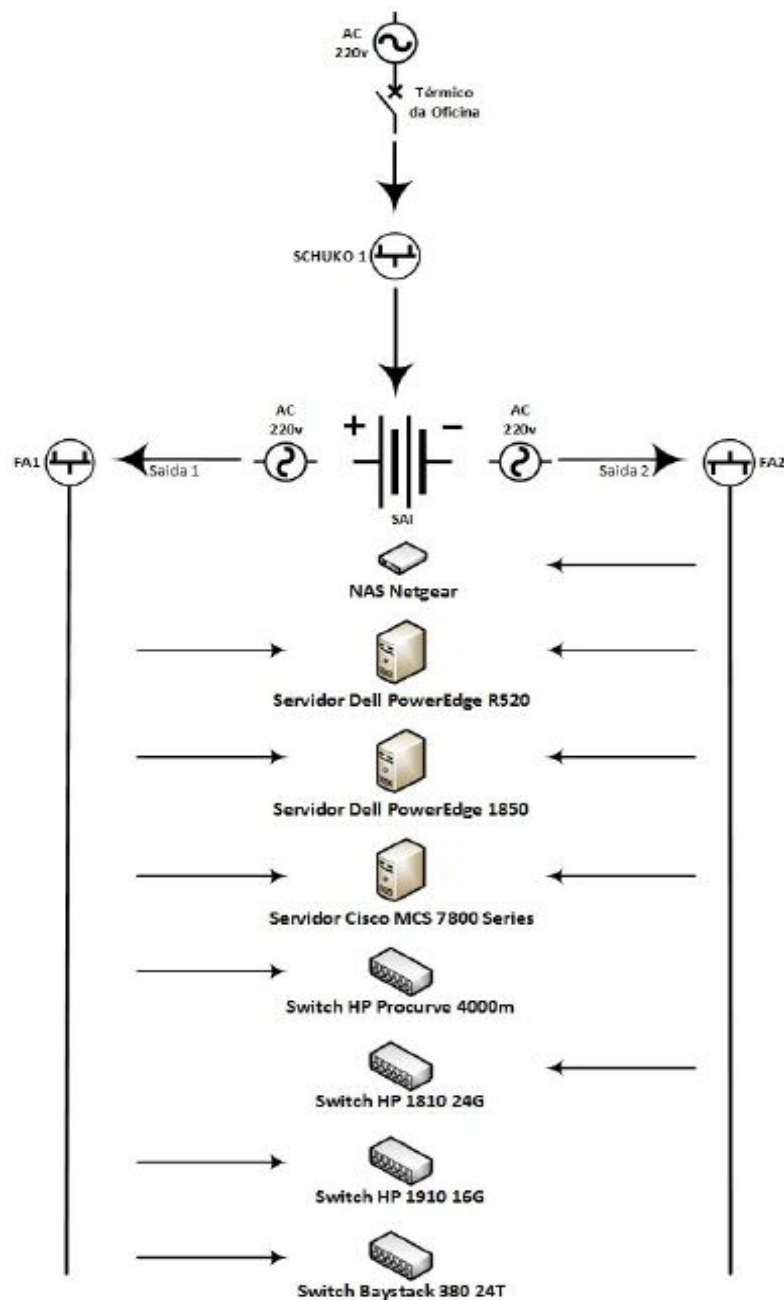 AC
220v
Térmico
da Oficina
SCHUKO 1
AC
220v
+
−
AC
220v
FA1
Saida 1
Saida 2
FA2
SAI
NAS Netgear
Servidor Dell PowerEdge R520
Servidor Dell PowerEdge 1850
Servidor Cisco MCS 7800 Series
Switch HP Procurve 4000m
Switch HP 1810 24G
Switch HP 1910 16G
Switch Baystack 380 24T